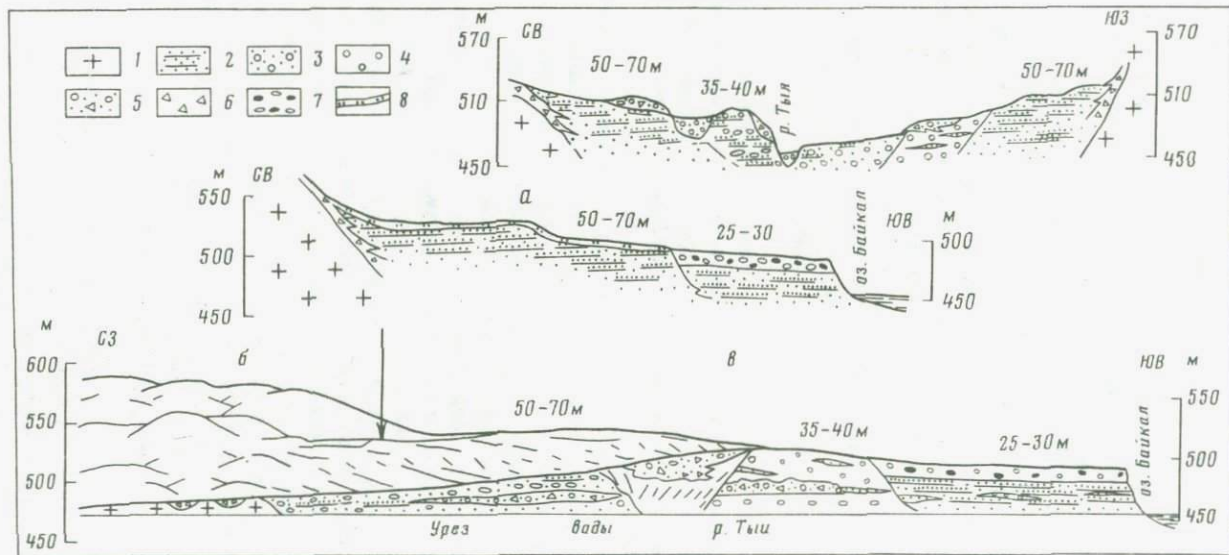 1 2 3 4
5 6 7 8
м СВ ЮЗ м
570 570
510 510
450 450
50-70м
35-40м
р. Тыя
50-70м
м СВ а ЮВ м
550
500 500
450 450
50-70м
25-30
оз. Байкал
м СЗ б в ЮВ м
600
550 550
500 500
450 450
50-70м
35-40м
25-30м
оз. Байкал
Урез вады р. Тыи